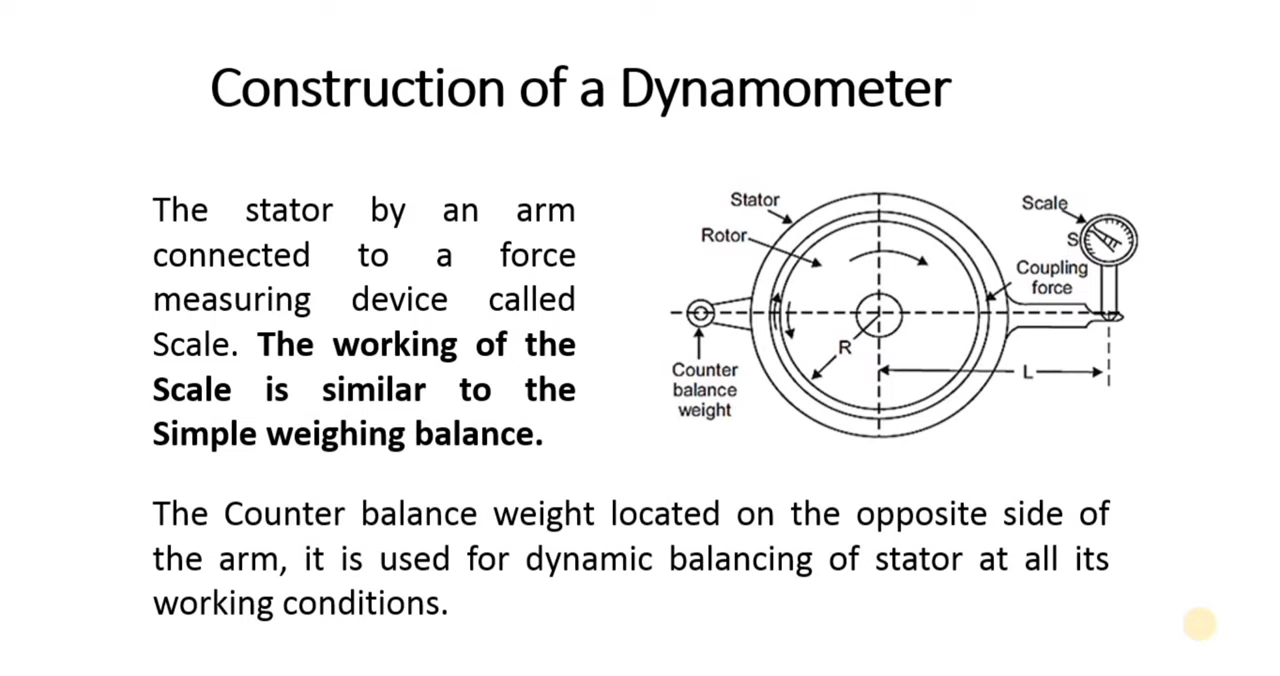 Construction of a Dynamometer
The stator by an arm
connected to a force
measuring device called
Scale. The working of the
Scale is similar to the
Simple weighing balance.
Stator
Rotor
Scale
S
Coupling
force
R
L
Counter
balance
weight
The Counter balance weight located on the opposite side of
the arm, it is used for dynamic balancing of stator at all its
working conditions.